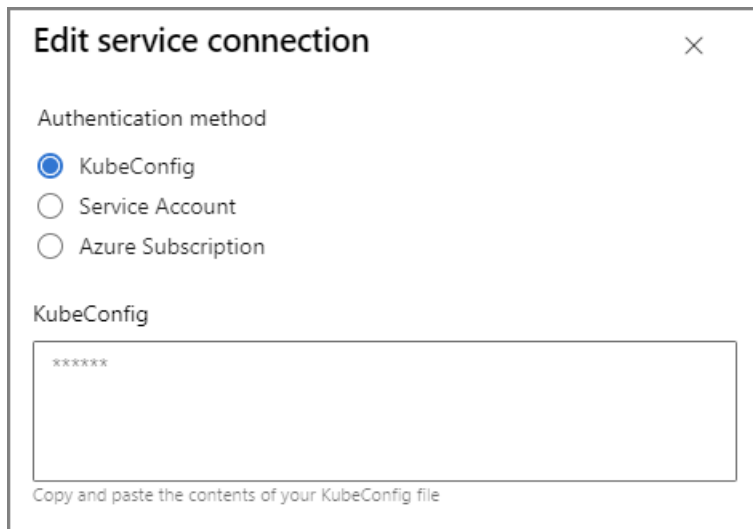 Edit service connection
Authentication method
KubeConfig
Service Account
Azure Subscription
KubeConfig
******
Copy and paste the contents of your KubeConfig file